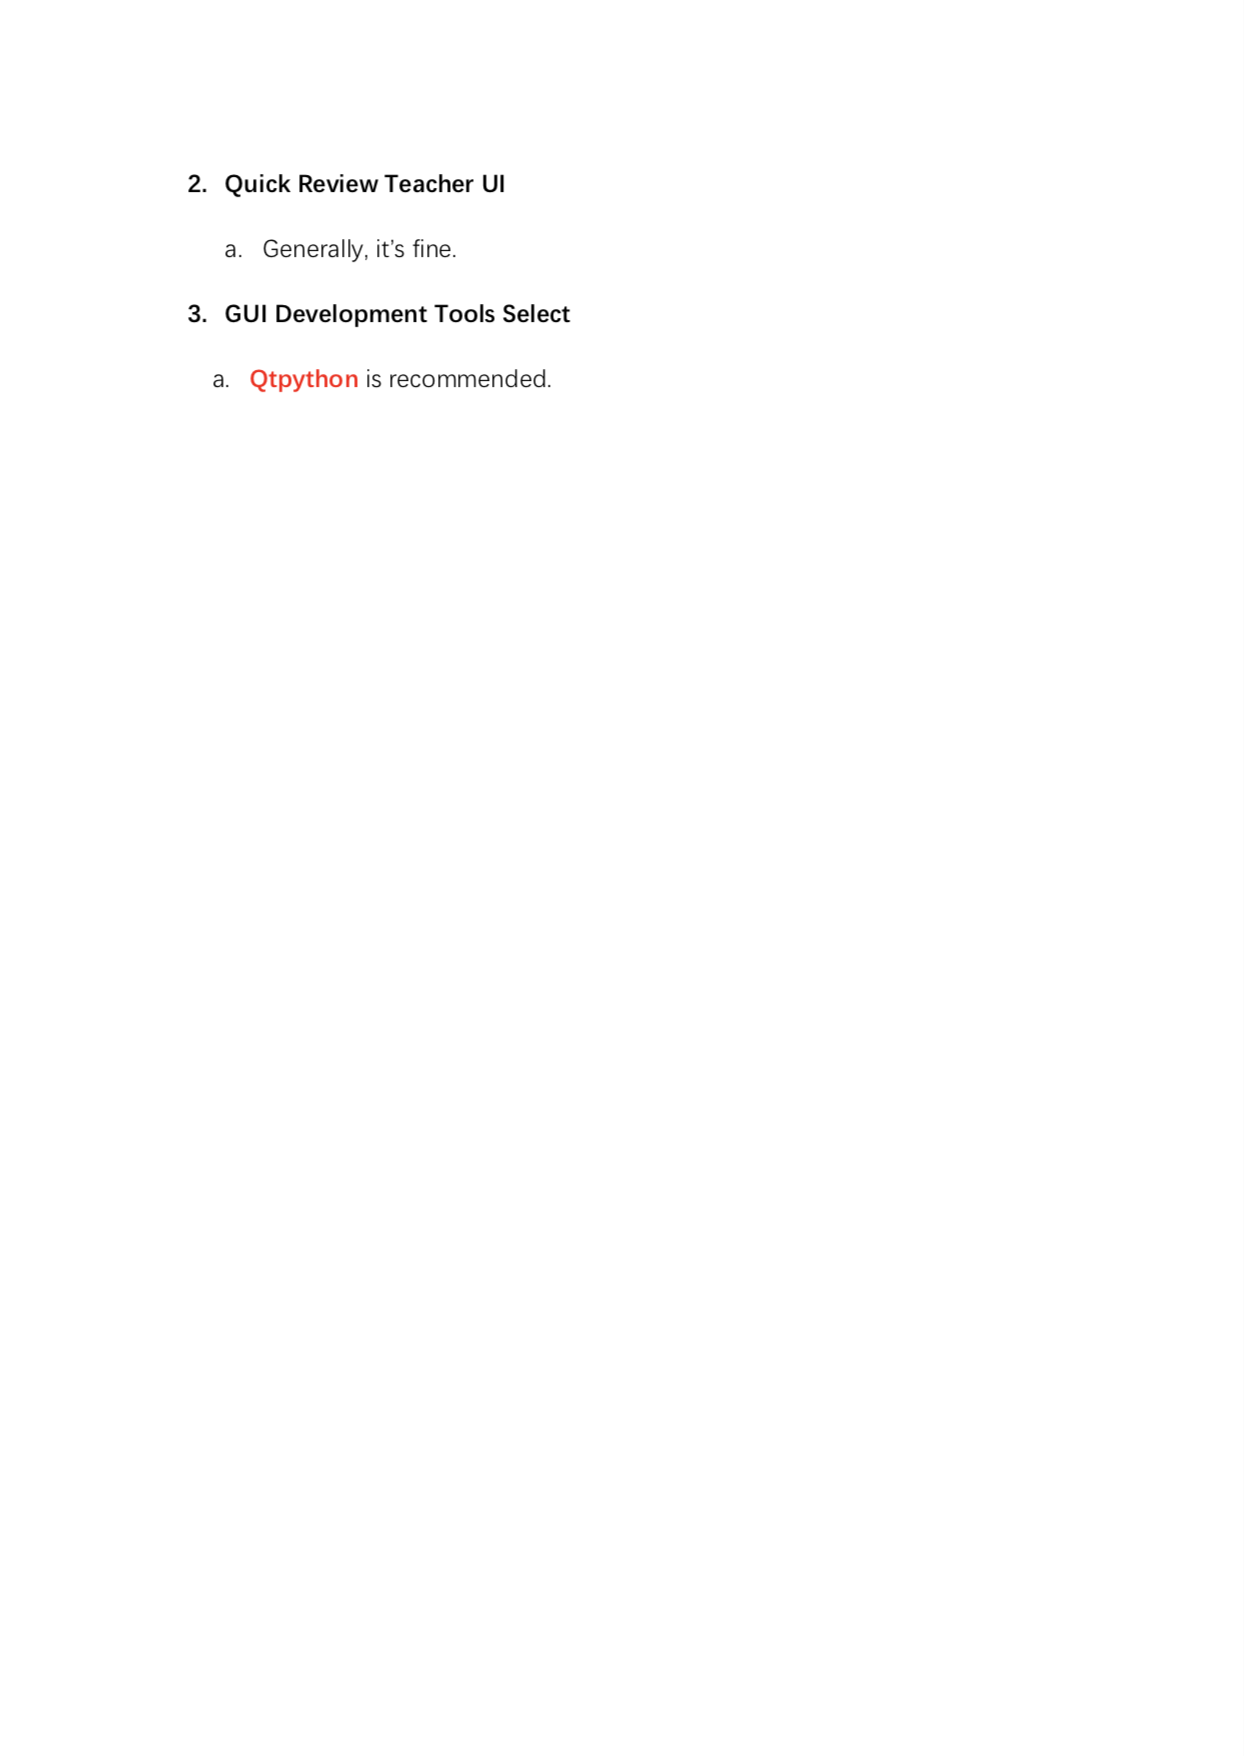 2. Quick Review Teacher UI
a. Generally, it's fine.
3. GUI Development Tools Select
a. Qtpython is recommended.